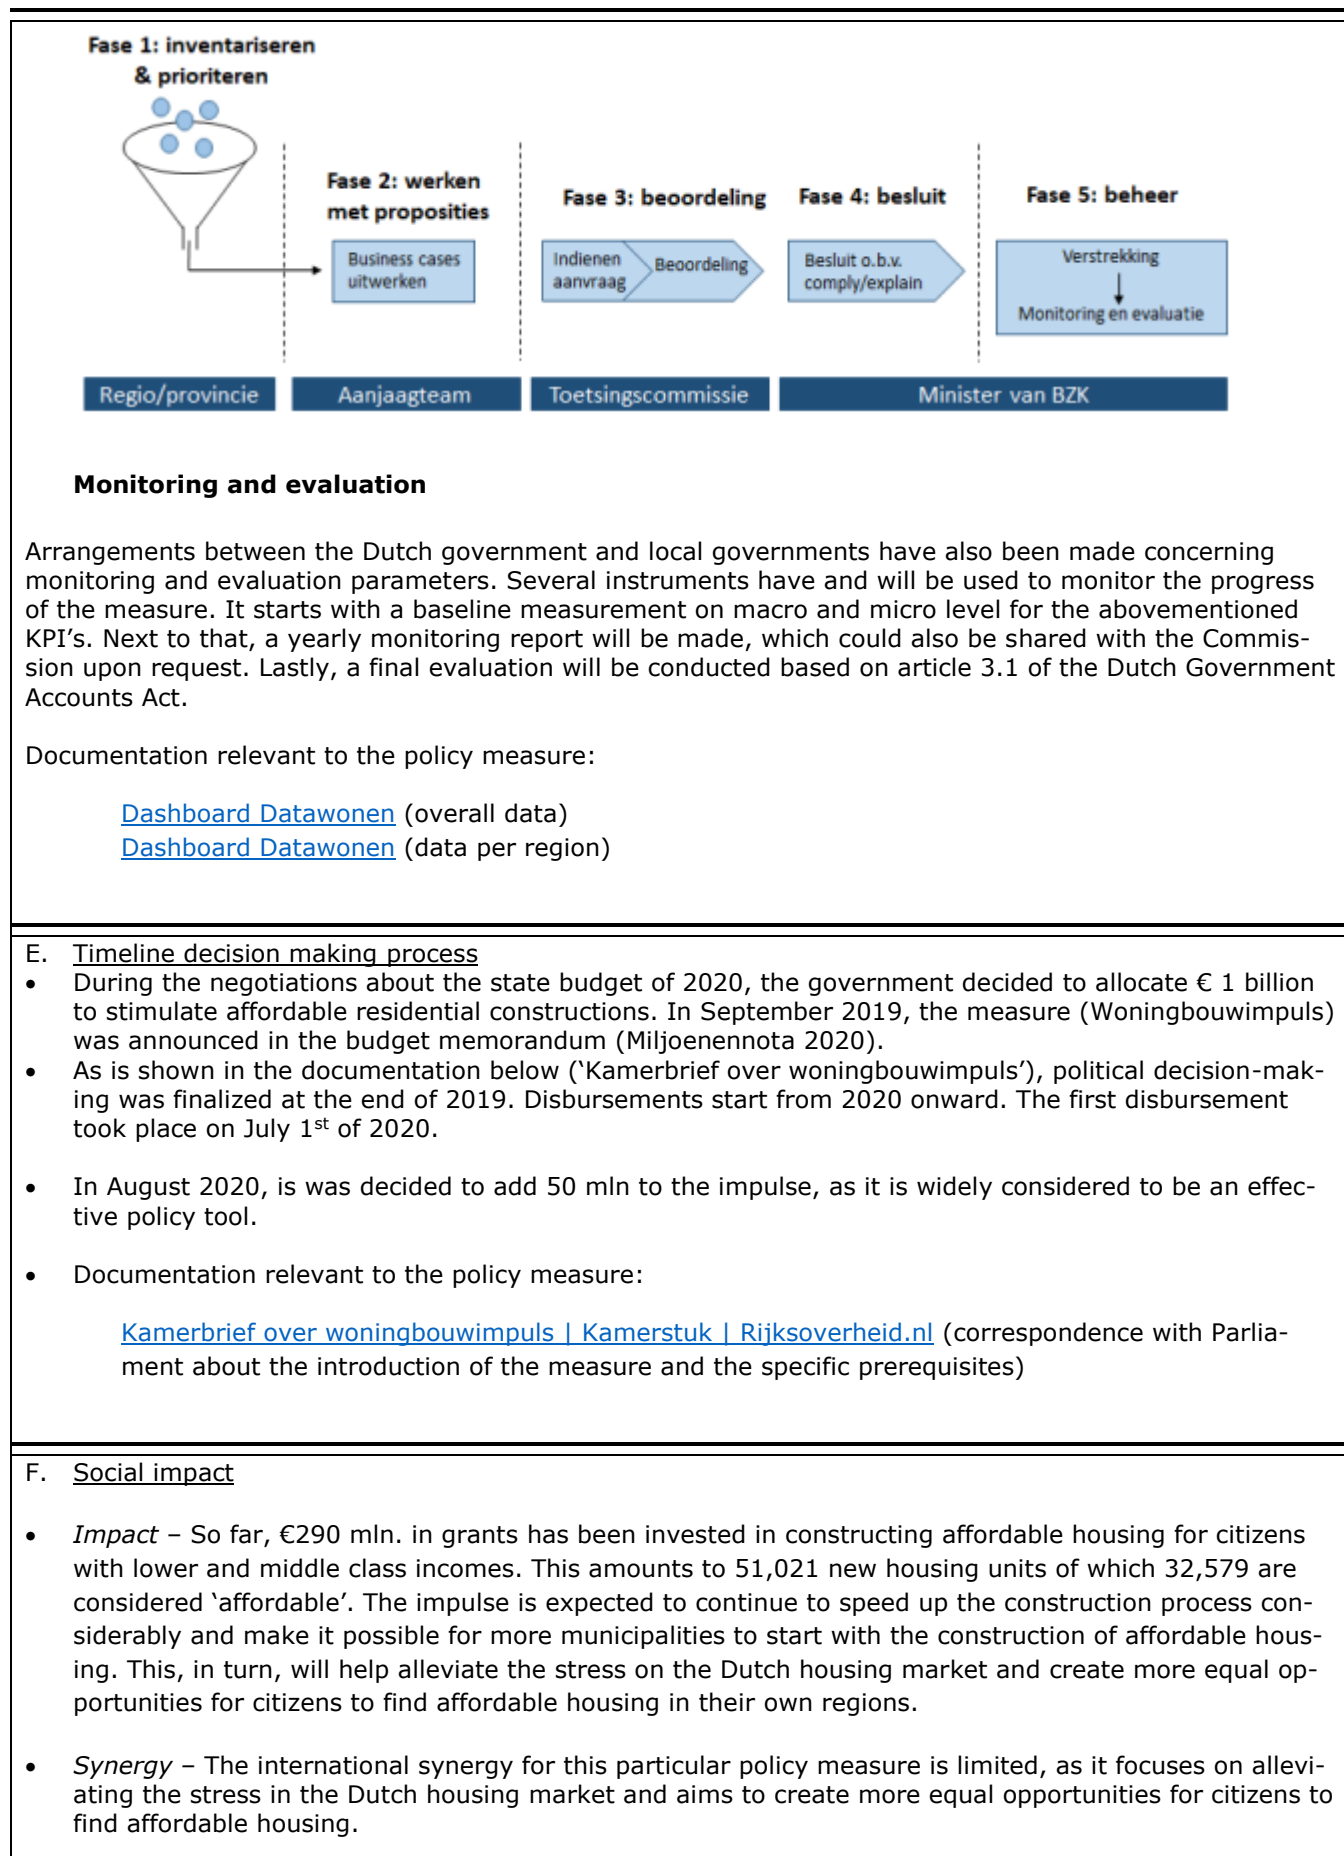 Fase 1: inventariseren
& prioriteren
Fase 2: werken
met proposities
Fase 3: beoordeling
Fase 4: besluit
Fase 5: beheer
Business cases
uitwerken
Indienen
aanvraag
Beoordeling
Besluit o.b.v.
comply/explain
Verstrekking
Monitoring en evaluatie
Regio/provincie
Aanjaagteam
Toetsingscommissie
Minister van BZK
Monitoring and evaluation
Arrangements between the Dutch government and local governments have also been made concerning
monitoring and evaluation parameters. Several instruments have and will be used to monitor the progress
of the measure. It starts with a baseline measurement on macro and micro level for the abovementioned
KPI's. Next to that, a yearly monitoring report will be made, which could also be shared with the Commis-
sion upon request. Lastly, a final evaluation will be conducted based on article 3.1 of the Dutch Government
Accounts Act.
Documentation relevant to the policy measure:
Dashboard Datawonen (overall data)
Dashboard Datawonen (data per region)
E. Timeline decision making process
• During the negotiations about the state budget of 2020, the government decided to allocate € 1 billion
to stimulate affordable residential constructions. In September 2019, the measure (Woningbouwimpuls)
was announced in the budget memorandum (Miljoenennota 2020).
• As is shown in the documentation below ('Kamerbrief over woningbouwimpuls'), political decision-mak-
ing was finalized at the end of 2019. Disbursements start from 2020 onward. The first disbursement
took place on July 1st of 2020.
• In August 2020, is was decided to add 50 mln to the impulse, as it is widely considered to be an effec-
tive policy tool.
• Documentation relevant to the policy measure:
Kamerbrief over woningbouwimpuls | Kamerstuk | Rijksoverheid.nl (correspondence with Parlia-
ment about the introduction of the measure and the specific prerequisites)
F. Social impact
• Impact – So far, €290 mln. in grants has been invested in constructing affordable housing for citizens
with lower and middle class incomes. This amounts to 51,021 new housing units of which 32,579 are
considered 'affordable'. The impulse is expected to continue to speed up the construction process con-
siderably and make it possible for more municipalities to start with the construction of affordable hous-
ing. This, in turn, will help alleviate the stress on the Dutch housing market and create more equal op-
portunities for citizens to find affordable housing in their own regions.
• Synergy – The international synergy for this particular policy measure is limited, as it focuses on allevi-
ating the stress in the Dutch housing market and aims to create more equal opportunities for citizens to
find affordable housing.